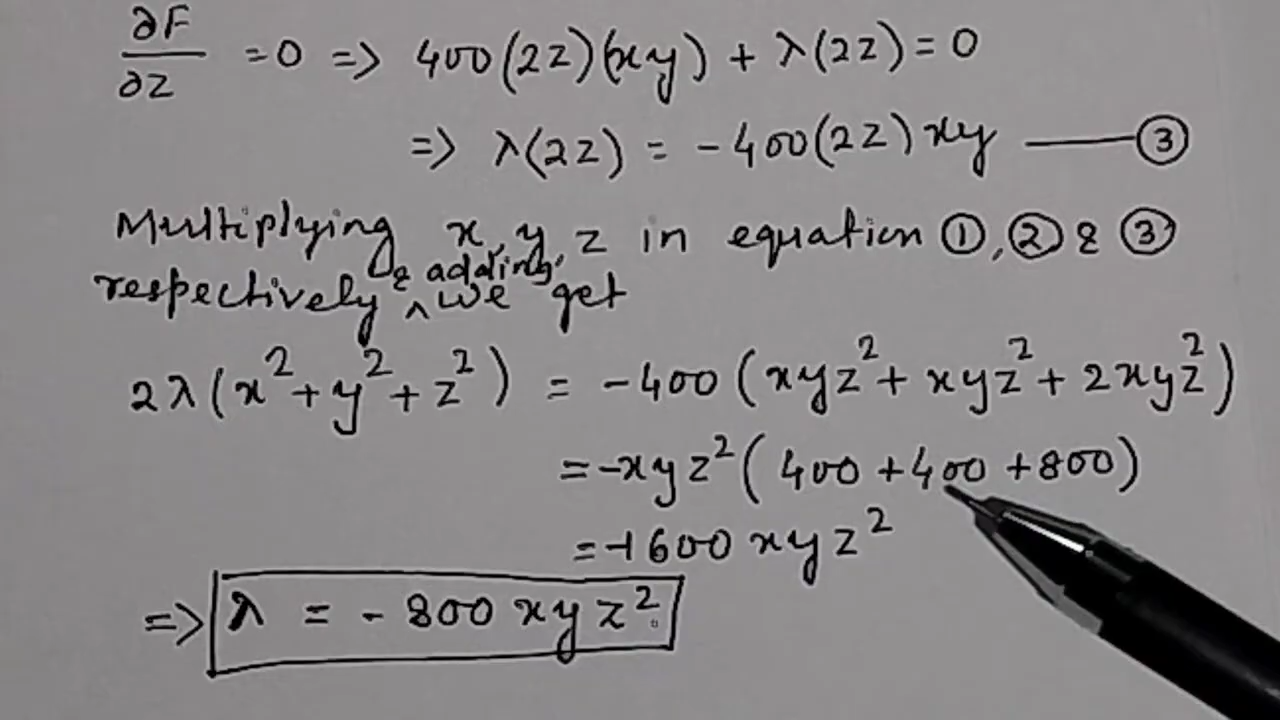 ∂F/∂z = 0 => 400(2z)(xy) + λ(2z) = 0
=> λ(2z) = -400(2z)xy —— ③
Multiplying x, y, z in equation ①, ② & ③
respectively & adding, we get
2λ(x² + y² + z²) = -400(xyz² + xyz² + 2xyz²)
= -xyz²(400 + 400 + 800)
= -1600 xyz²
=> λ = -800 xyz².